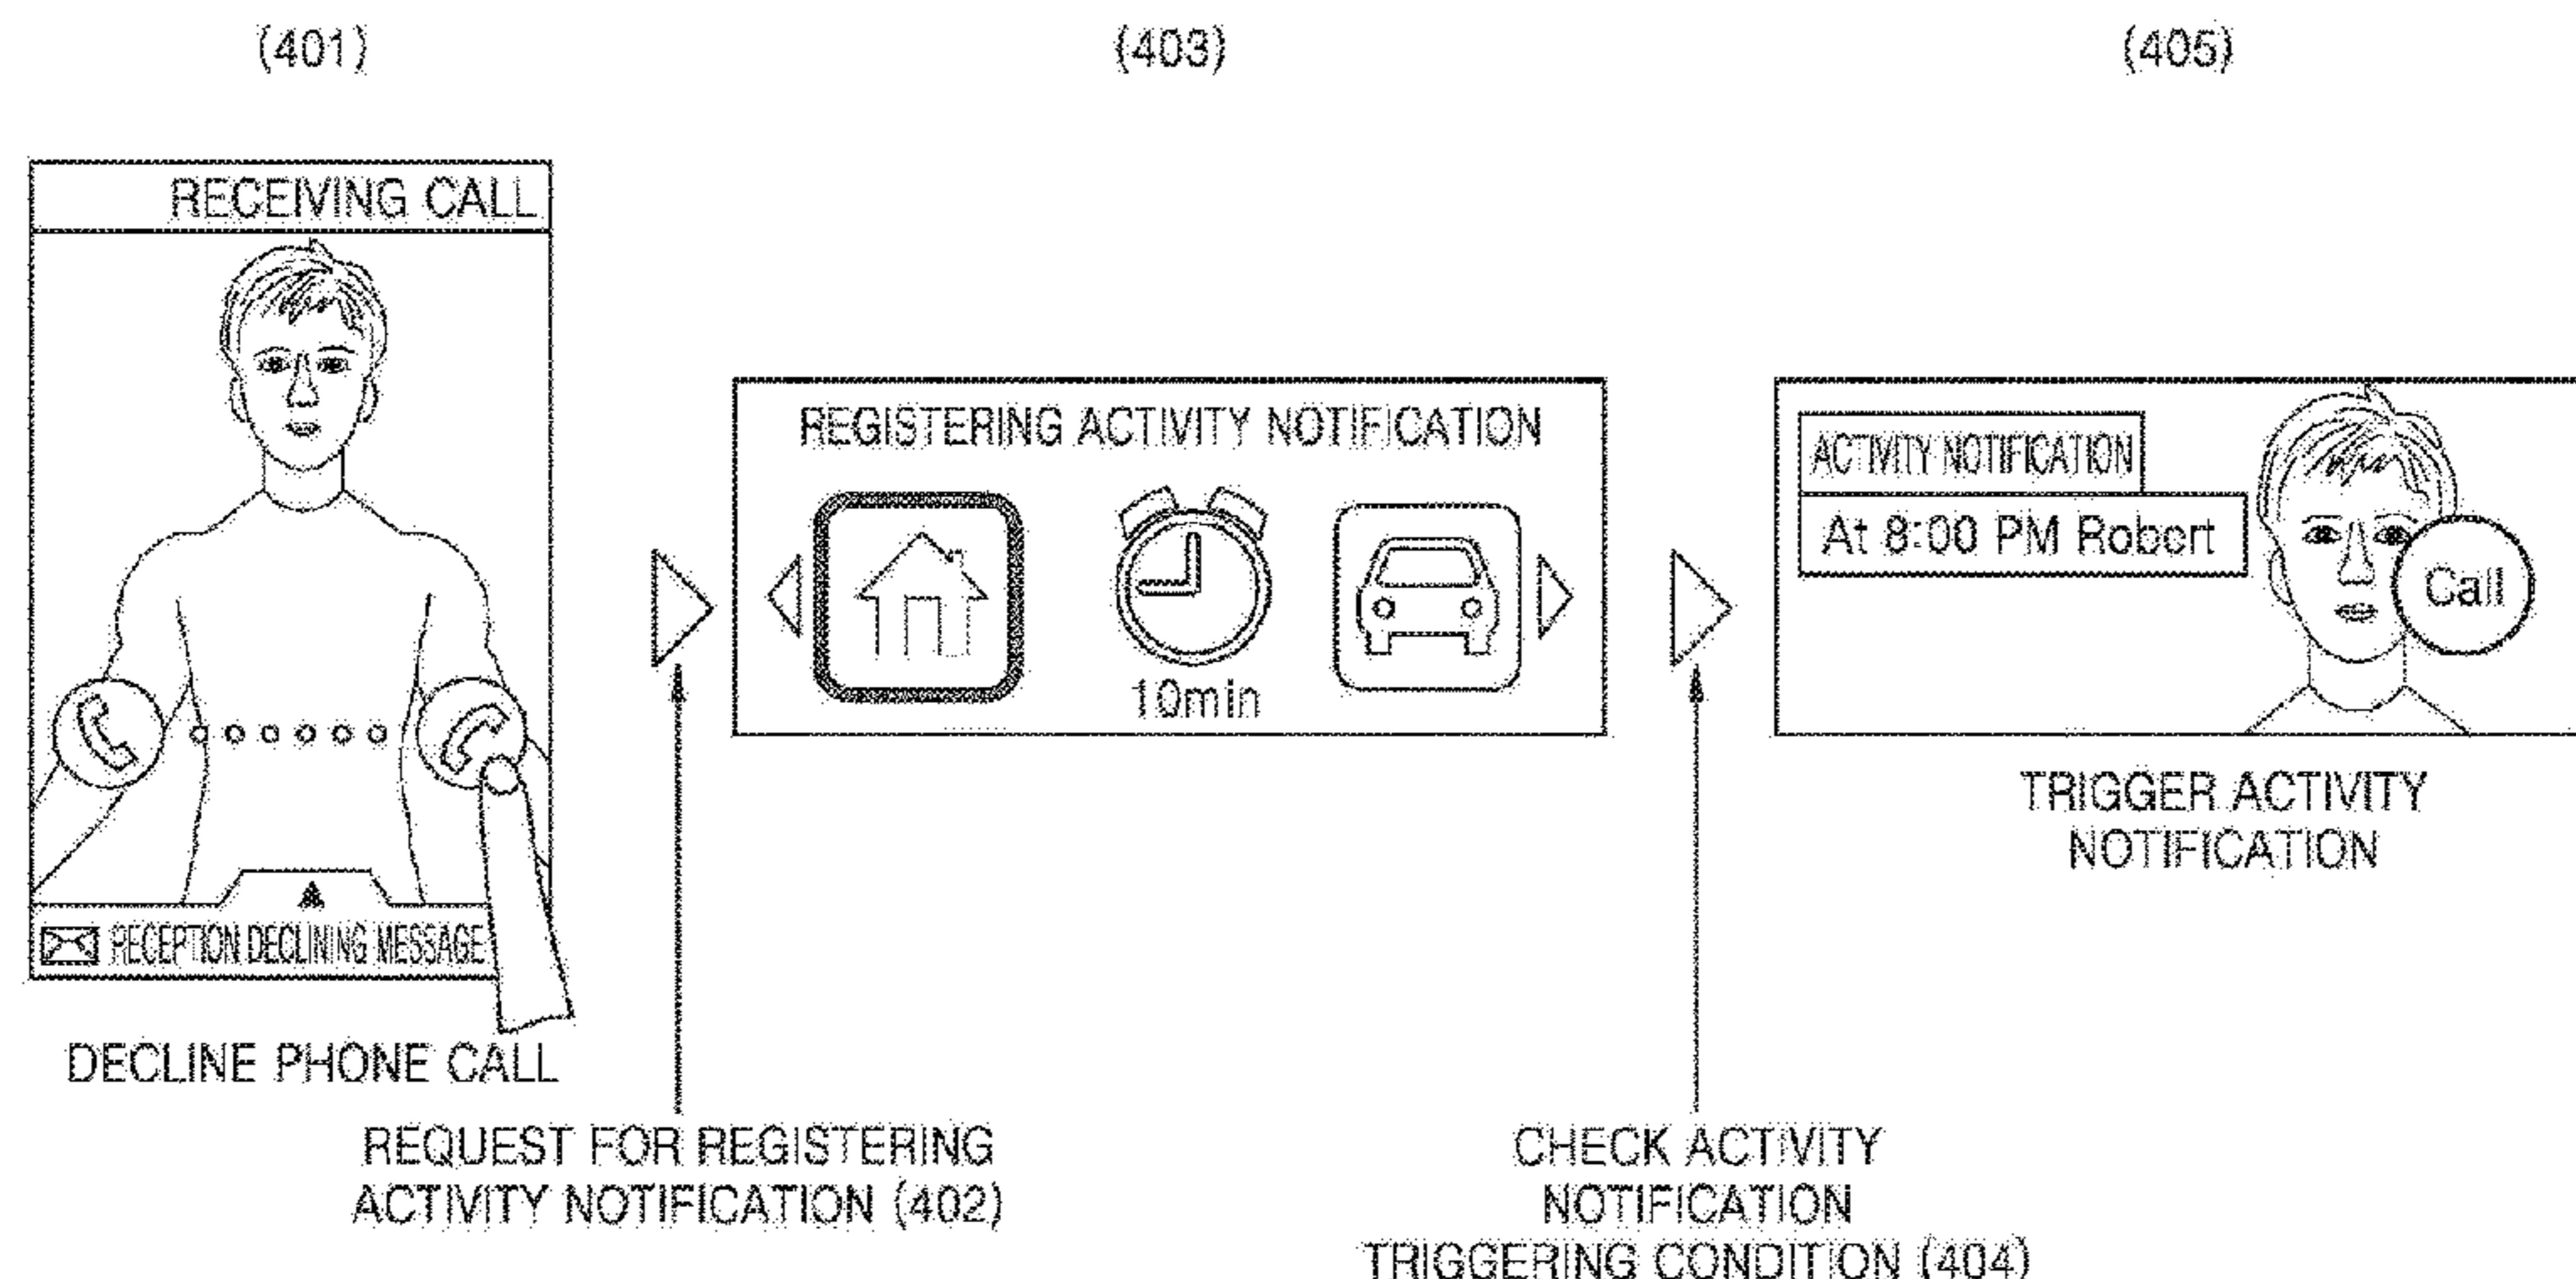 (401)
(403)
(405)
RECEIVING CALL
RECEPTION DECLINING MESSAGE
DECLINE PHONE CALL
REQUEST FOR REGISTERING
ACTIVITY NOTIFICATION (402)
REGISTERING ACTIVITY NOTIFICATION
10min
CHECK ACTIVITY
NOTIFICATION
TRIGGERING CONDITION (404)
ACTIVITY NOTIFICATION
At 8:00 PM Robert
Call
TRIGGER ACTIVITY
NOTIFICATION